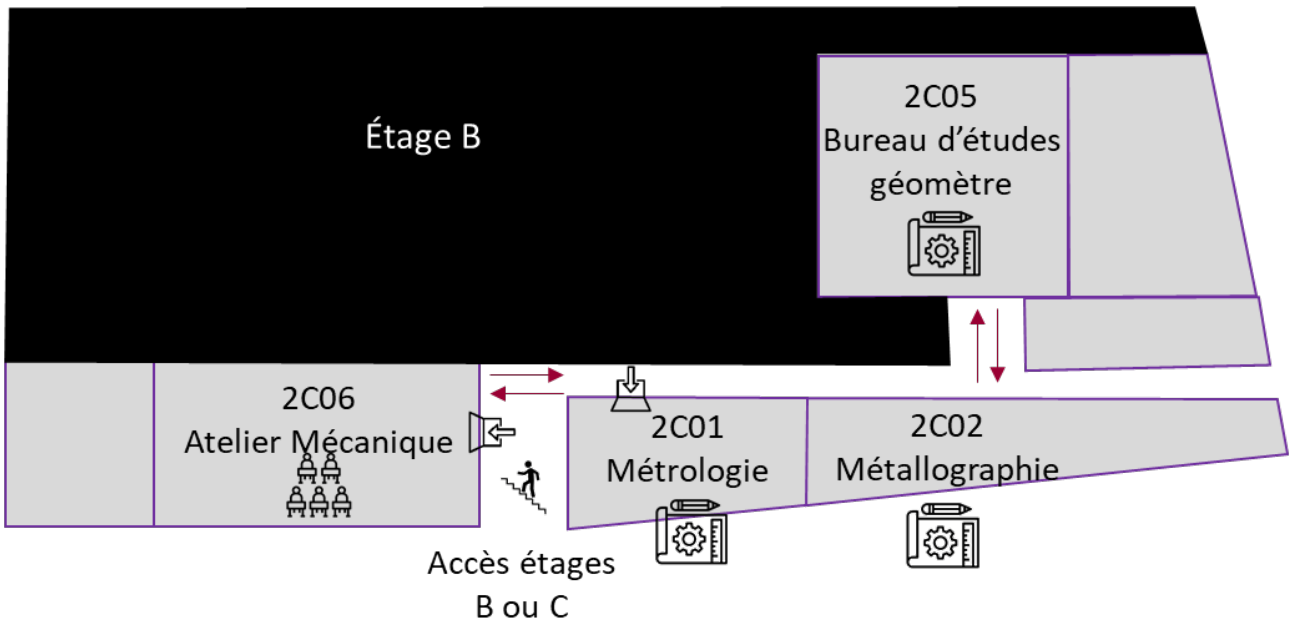 Étage B
2C05
Bureau d’études
géomètre
2C06
Atelier Mécanique
2C01
Métrologie
2C02
Métallographie
Accès étages
B ou C